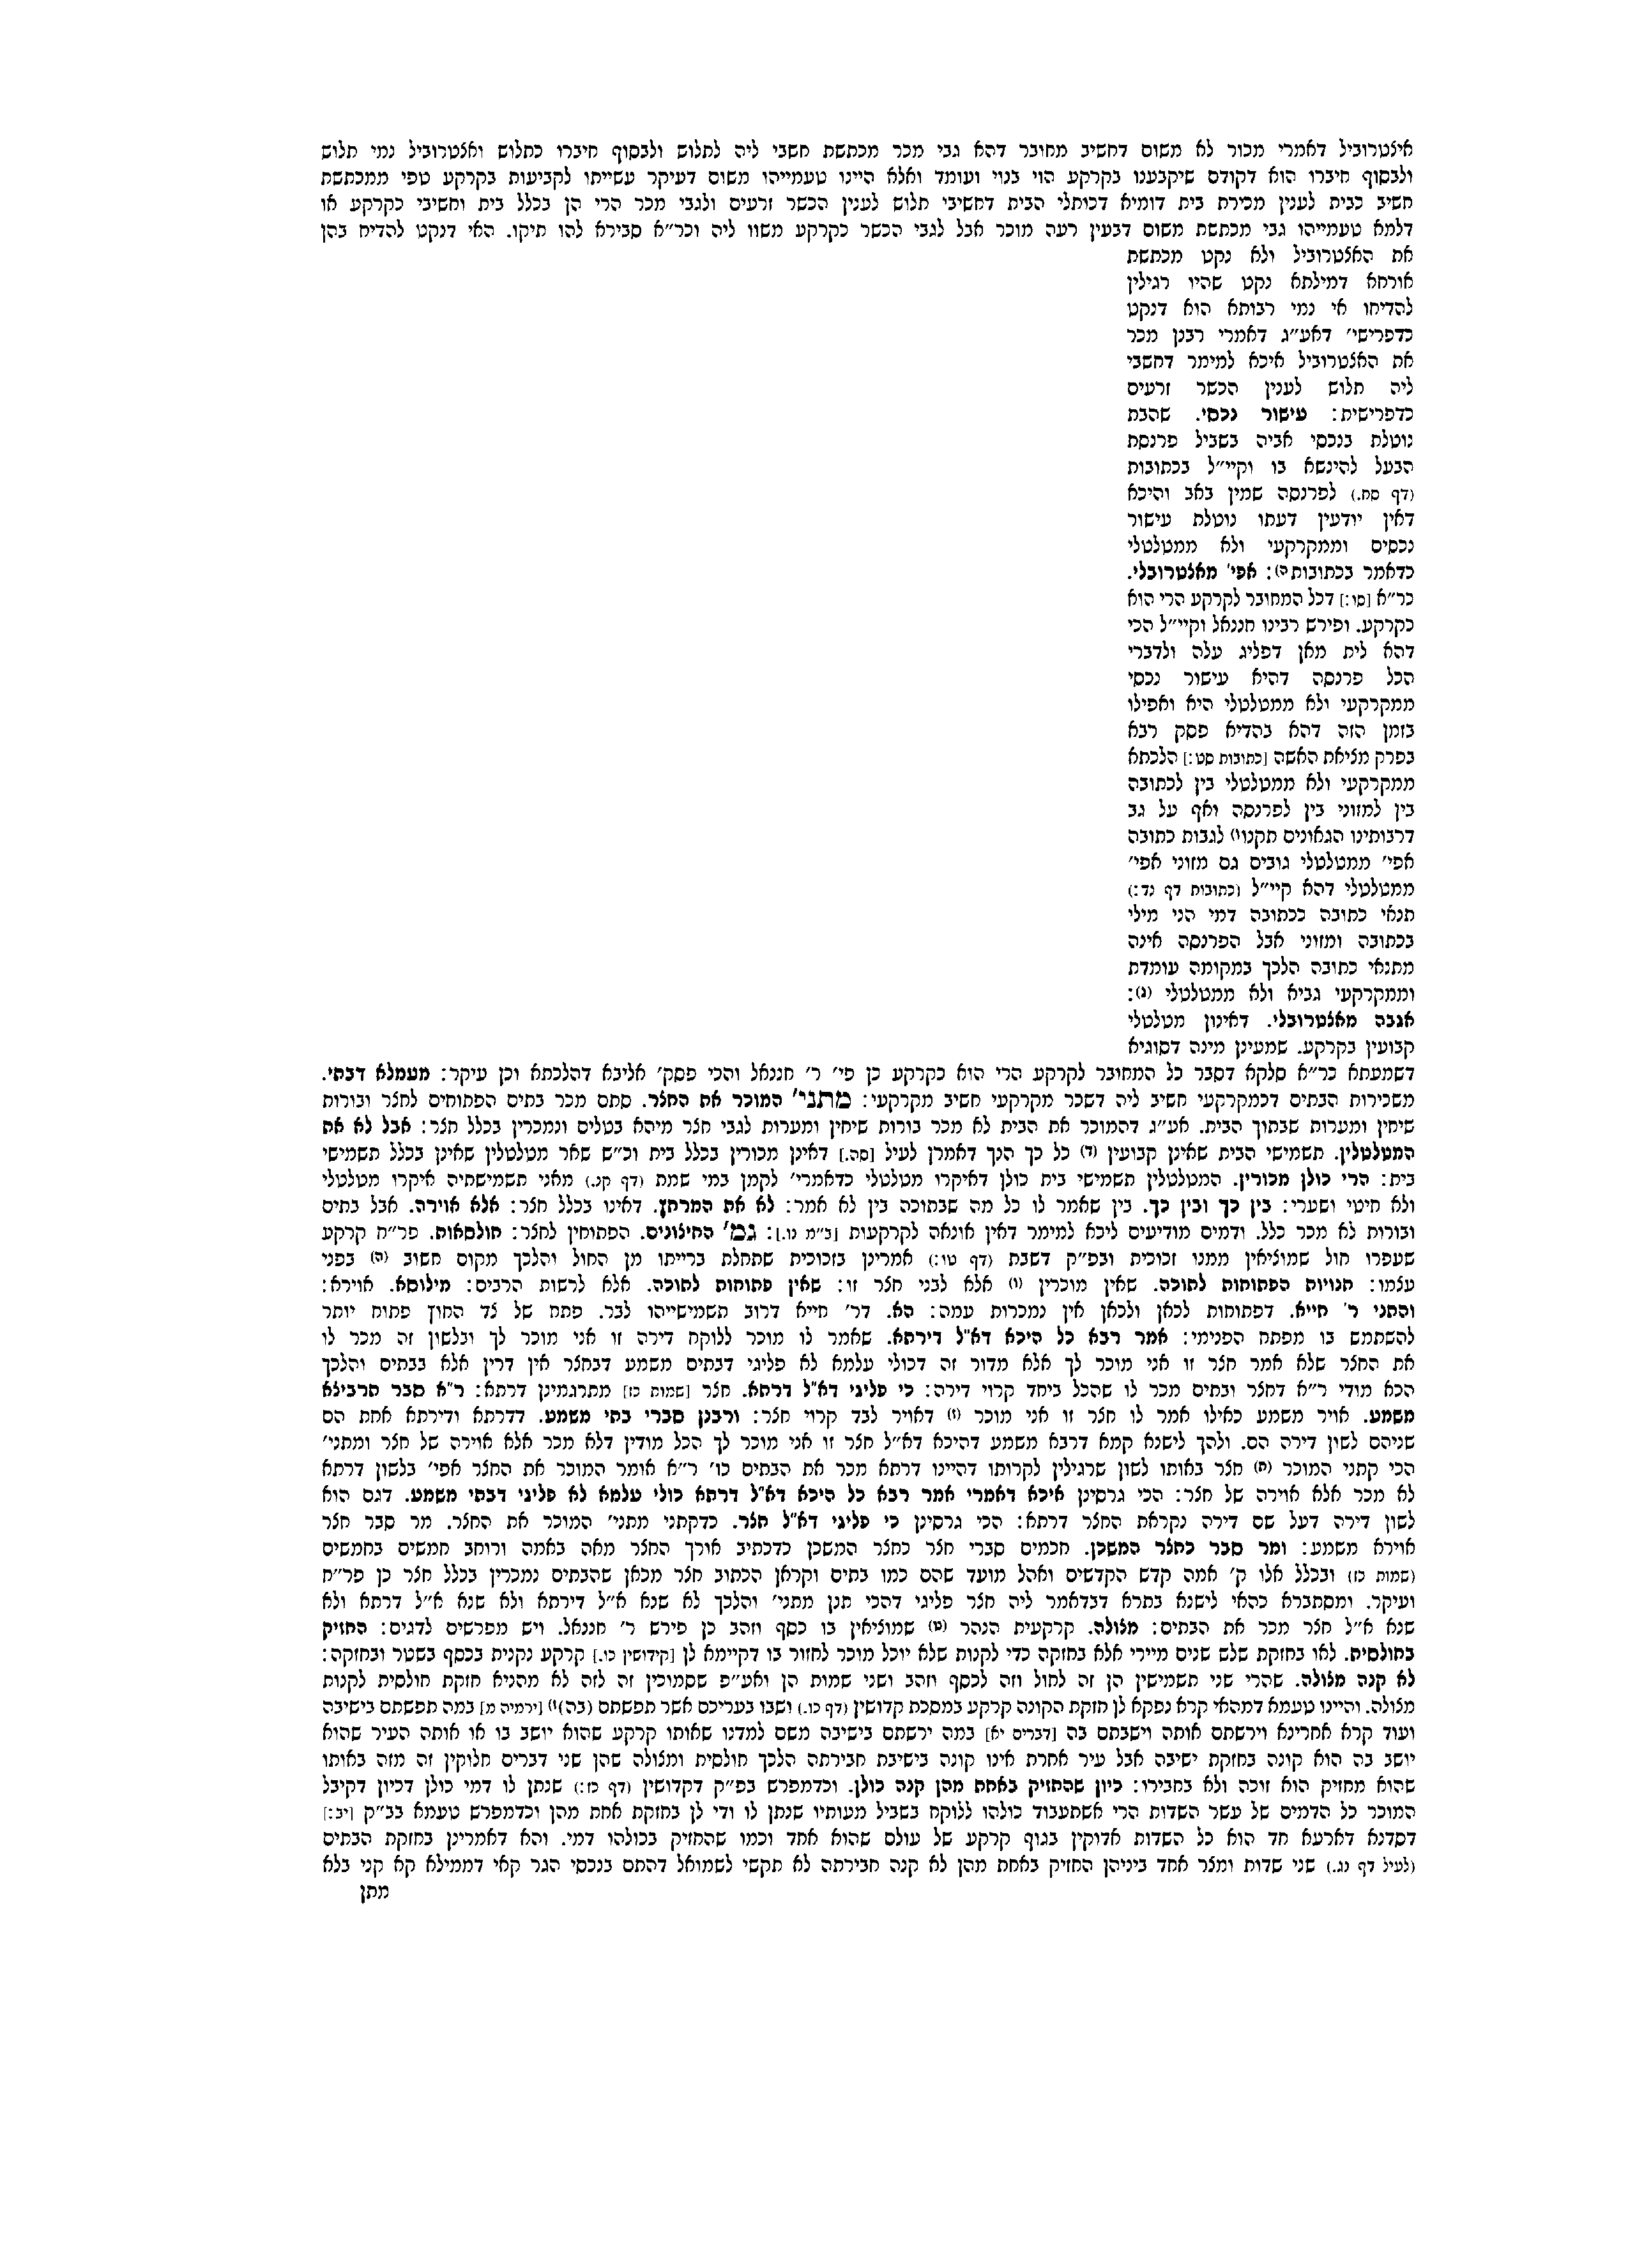 איצטרוביל דאמרי מכור לא משום דחשיב מחובר דהא גבי מכר מכתשת חשבי ליה לתלוש ולבסוף חיברו כתלוש ואצטרוביל נמי תלוש
ולבסוף חיברו הוא דקודם שיקבענו בקרקע הוי בנוי ועומד ואלא היינו טעמייהו משום דעיקר עשייתו לקביעות בקרקע טפי ממכתשת
חשיב כבית לענין מכירת בית דומיא דכותלי הבית דחשיבי תלוש לענין הכשר זרעים ולגבי מכר הרי הן בכלל בית וחשיבי כקרקע או
דלמא טעמייהו גבי מכתשת משום דבעין רעה מוכר אבל לגבי הכשר כקרקע משוו ליה וכר״א סבירא להו תיקו. האי דנקט להדיח בהן
את האצטרוביל ולא נקט מכתשת
אורחא דמילתא נקט שהיו רגילין
להדיחו אי נמי רבותא הוא דנקט
כדפרישי׳ דאע״ג דאמרי רבנן מכר
את האצטרוביל איכא למימר דחשבי
ליה תלוש לענין הכשר זרעים
כדפרישית: עישור נכסי. שהבת
נוטלת בנכסי אביה בשביל פרנסת
הבעל להינשא בו וקיי״ל בכתובות
(דף סח.) לפרנסה שמין באב והיכא
דאין יודעין דעתו נוטלת עישור
נכסים וממקרקעי ולא ממטלטלי
כדאמר בכתובות ה): אפי׳ מאצטרובלי.
כר״א [סו:] דכל המחובר לקרקע הרי הוא
כקרקע. ופירש רבינו חננאל וקיי״ל הכי
דהא לית מאן דפליג עלה ולדברי
הכל פרנסה דהיא עישור נכסי
ממקרקעי ולא ממטלטלי היא ואפילו
בזמן הזה דהא בהדיא פסק רבא
בפרק מציאת האשה [כתובות סט:] הלכתא
ממקרקעי ולא ממטלטלי בין לכתובה
בין למזוני בין לפרנסה ואף על גב
דרבותינו הגאונים תקנו ו) לגבות כתובה
אפי׳ ממטלטלי גובים גם מזוני אפי׳
ממטלטלי דהא קיי״ל (כתובות דף נד:)
תנאי כתובה ככתובה דמי הני מילי
בכתובה ומזוני אבל הפרנסה אינה
מתנאי כתובה הלכך במקומה עומדת
וממקרקעי גביא ולא ממטלטלי (ג):
אגבה מאצטרובלי. דאינון מטלטלי
קבועין בקרקע. שמעינן מינה דסוגיא
דשמעתא כר״א סלקא דסבר כל המחובר לקרקע הרי הוא כקרקע כן פי׳ ר׳ חננאל והכי פסק׳ אליבא דהלכתא וכן עיקר: מעמלא דבתי.
משכירות הבתים דכמקרקעי חשיב ליה דשכר מקרקעי חשיב מקרקעי: מתני׳ המוכר את החצר. סתם מכר בתים הפתוחים לחצר ובורות
שיחין ומערות שבתוך הבית. אע״ג דהמוכר את הבית לא מכר בורות שיחין ומערות לגבי חצר מיהא בטלים ונמכרין בכלל חצר: אבל לא את
המטלטלין. תשמישי הבית שאינן קבועין (ד) כל כך הנך דאמרן לעיל [סה.] דאינן מכורין בכלל בית וכ״ש שאר מטלטלין שאינן בכלל תשמישי
בית: הרי כולן מכורין. המטלטלין תשמישי בית כולן דאיקרו מטלטלי כדאמרי׳ לקמן במי שמת (דף קנ.) מאני תשמישתיה איקרו מטלטלי
ולא חיטי ושערי: בין כך ובין כך. בין שאמר לו כל מה שבתוכה בין לא אמר: לא את המרחץ. דאינו בכלל חצר: אלא אוירה. אבל בתים
ובורות לא מכר כלל. ודמים מודיעים ליכא למימר דאין אונאה לקרקעות [ב״מ נו.]: גמ׳ החיצונים. הפתוחין לחצר: חולסאות. פר״ח קרקע
שעפרו חול שמוציאין ממנו זכוכית ובפ״ק דשבת (דף טו:) אמרינן בזכוכית שתחלת ברייתו מן החול והלכך מקום חשוב (ה) בפני
עצמו: חנויות הפתוחות לתוכה. שאין מוכרין (ו) אלא לבני חצר זו: שאין פתוחות לתוכה. אלא לרשות הרבים: מילוסא. אוירא:
והתני ר׳ חייא. דפתוחות לכאן ולכאן אין נמכרות עמה: הא. דר׳ חייא דרוב תשמישייהו לבר. פתח של צד החוץ פתוח יותר
להשתמש בו מפתח הפנימי: אמר רבא כל היכא דא״ל דירתא. שאמר לו מוכר ללוקח דירה זו אני מוכר לך ובלשון זה מכר לו
את החצר שלא אמר חצר זו אני מוכר לך אלא מדור זה דכולי עלמא לא פליגי דבתים משמע דבחצר אין דרין אלא בבתים והלכך
הכא מודי ר״א דחצר ובתים מכר לו שהכל ביחד קרוי דירה: כי פליגי דא״ל דרתא. חצר [שמות כז] מתרגמינן דרתא: ר״א סבר תרביצא
משמע. אויר משמע כאילו אמר לו חצר זו אני מוכר (ז) דאויר לבד קרוי חצר: ורבנן סברי בתי משמע. דדרתא ודירתא אחת הם
שניהם לשון דירה הם. ולהך לישנא קמא דרבא משמע דהיכא דא״ל חצר זו אני מוכר לך הכל מודין דלא מכר אלא אוירה של חצר ומתני׳
הכי קתני המוכר (ח) חצר באותו לשון שרגילין לקרותו דהיינו דרתא מכר את הבתים כו׳ ר״א אומר המוכר את החצר אפי׳ בלשון דרתא
לא מכר אלא אוירה של חצר: הכי גרסינן איכא דאמרי אמר רבא כל היכא דא״ל דרתא כולי עלמא לא פליגי דבתי משמע. דגם הוא
לשון דירה דעל שם דירה נקראת החצר דרתא: הכי גרסינן כי פליגי דא״ל חצר. כדקתני מתני׳ המוכר את החצר. מר סבר חצר
אוירא משמע: ומר סבר כחצר המשכן. חכמים סברי חצר כחצר המשכן כדכתיב אורך החצר מאה באמה ורוחב חמשים בחמשים
(שמות כז) ובכלל אלו ק׳ אמה קדש הקדשים ואהל מועד שהם כמו בתים וקראן הכתוב חצר מכאן שהבתים נמכרין בכלל חצר כן פר״ח
ועיקר. ומסתברא כהאי לישנא בתרא דבדאמר ליה חצר פליגי דהכי תנן מתני׳ והלכך לא שנא א״ל דירתא ולא שנא א״ל דרתא ולא
שנא א״ל חצר מכר את הבתים: מצולה. קרקעית הנהר (ט) שמוציאין בו כסף וזהב כן פירש ר׳ חננאל. ויש מפרשים לדגים: החזיק
בחולסית. לאו בחזקת שלש שנים מיירי אלא בחזקה כדי לקנות שלא יוכל מוכר לחזור בו דקיימא לן [קידושין כו.] קרקע נקנית בכסף בשטר ובחזקה:
לא קנה מצולה. שהרי שני תשמישין הן זה לחול וזה לכסף וזהב ושני שמות הן ואע״פ שסמוכין זה לזה לא מהניא חזקת חולסית לקנות
מצולה. והיינו טעמא דמהאי קרא נפקא לן חזקת הקונה קרקע במסכת קדושין (דף כו.) ושבו בעריכם אשר תפשתם (בה) ז) [ירמיה מ] במה תפשתם בישיבה
ועוד קרא אחרינא וירשתם אותה וישבתם בה [דברים יא] במה ירשתם בישיבה משם למדנו שאותו קרקע שהוא יושב בו או אותה העיר שהוא
יושב בה הוא קונה בחזקת ישיבה אבל עיר אחרת אינו קונה בישיבת חבירתה הלכך חולסית ומצולה שהן שני דברים חלוקין זה מזה באותו
שהוא מחזיק הוא זוכה ולא בחבירו: כיון שהחזיק באחת מהן קנה כולן. וכדמפרש בפ״ק דקדושין (דף כז:) שנתן לו דמי כולן דכיון דקיבל
המוכר כל הדמים של עשר השדות הרי אשתעבוד כולהו ללוקח בשביל מעותיו שנתן לו ודי לן בחזקת אחת מהן וכדמפרש טעמא בב״ק [יב:]
דסדנא דארעא חד הוא כל השדות אדוקין בגוף קרקע של עולם שהוא אחד וכמו שהחזיק בכולהו דמי. והא דאמרינן בחזקת הבתים
(לעיל דף נג.) שני שדות ומצר אחד ביניהן החזיק באחת מהן לא קנה חבירתה לא תקשי לשמואל דהתם בנכסי הגר קאי דממילא קא קני בלא
מתן